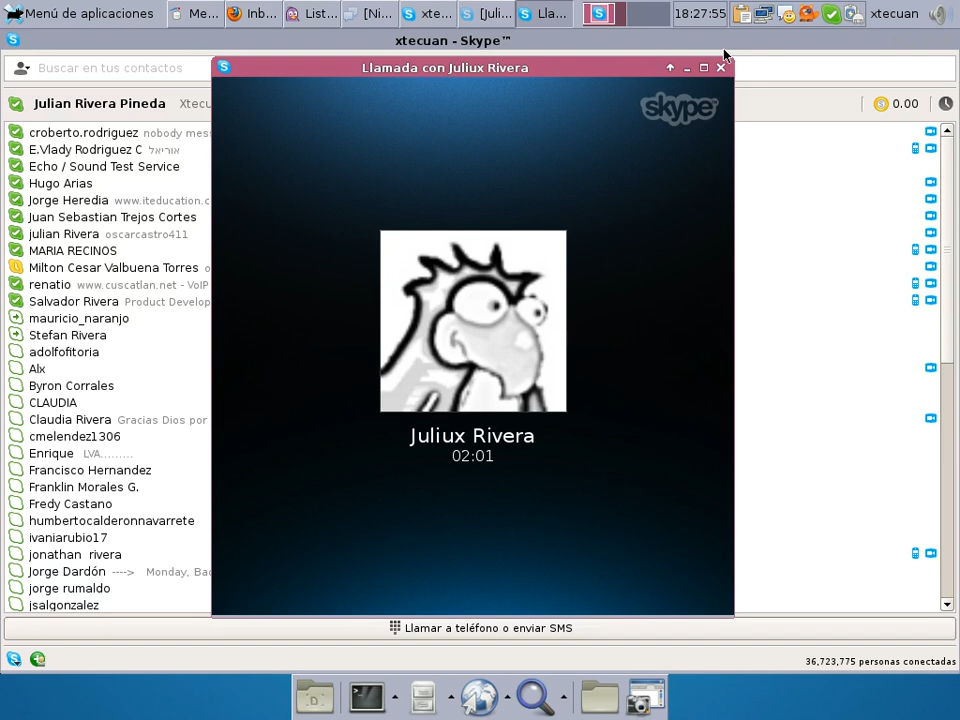 Menú de aplicaciones
Me...
Inb...
List...
[Ni...
xte...
[Juli...
Lla...
18:27:55
xtecuan
xtecuan - Skype™
Buscar en tus contactos
Llamada con Juliux Rivera
Julian Rivera Pineda Xtecu
0.00
skype
croberto.rodriguez nobody mes
E.Vlady Rodriguez C אוריאל
Echo / Sound Test Service
Hugo Arias
Jorge Heredia www.iteducation.c
Juan Sebastian Trejos Cortes
julian Rivera oscarcastro411
MARIA RECINOS
Milton Cesar Valbuena Torres o
renatio www.cuscatlan.net - VoIP
Salvador Rivera Product Develop
mauricio_naranjo
Stefan Rivera
adolfofitoria
Alx
Byron Corrales
CLAUDIA
Claudia Rivera Gracias Dios por
cmelendez1306
Enrique LVA.........
Francisco Hernandez
Franklin Morales G.
Fredy Castano
humbertocalderonnavarrete
ivaniarubio17
jonathan rivera
Jorge Dardón ----> Monday, Bac
jorge rumaldo
jsalgonzalez
Juliux Rivera
02:01
Llamar a teléfono o enviar SMS
36,723,775 personas conectadas